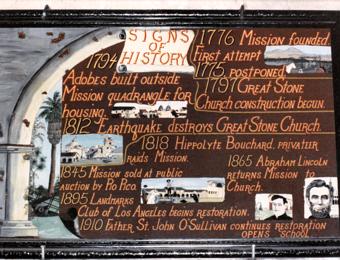 SIGNS
OF
HISTORY
1776 Mission founded
First attempt
1775 postponed
1794
Adobes built outside
Mission quadrangle for
housing
1797 Great Stone
Church construction begun.
1812 Earthquake destroys Great Stone Church.
1818 Hippolyte Bouchard, privatier
raids Mission.
1845 Mission sold at public
auction by Pio Pico.
1865 Abraham Lincoln
returns Mission to
Church.
1895 Landmarks
Club of Los Angeles begins restoration.
1910 Father St. John O'Sullivan continues restoration
opens school